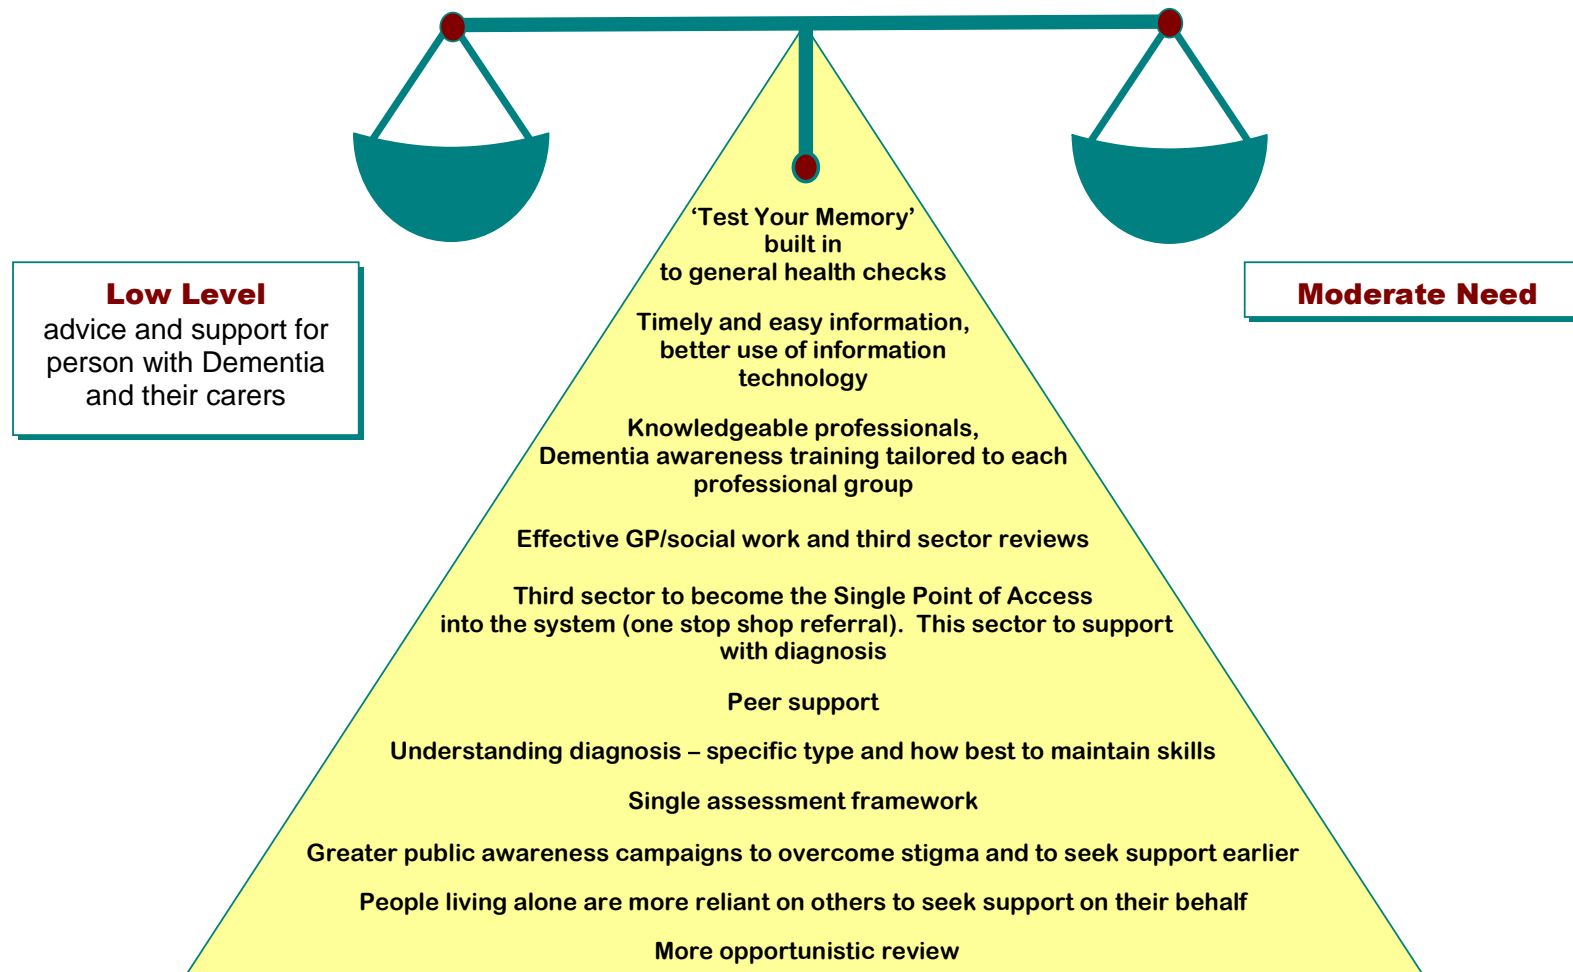 ‘Test Your Memory’
built in
to general health checks
Low Level
advice and support for
person with Dementia
and their carers
Moderate Need
Timely and easy information,
better use of information
technology
Knowledgeable professionals,
Dementia awareness training tailored to each
professional group
Effective GP/social work and third sector reviews
Third sector to become the Single Point of Access
into the system (one stop shop referral).  This sector to support
with diagnosis
Peer support
Understanding diagnosis – specific type and how best to maintain skills
Single assessment framework
Greater public awareness campaigns to overcome stigma and to seek support earlier
People living alone are more reliant on others to seek support on their behalf
More opportunistic review